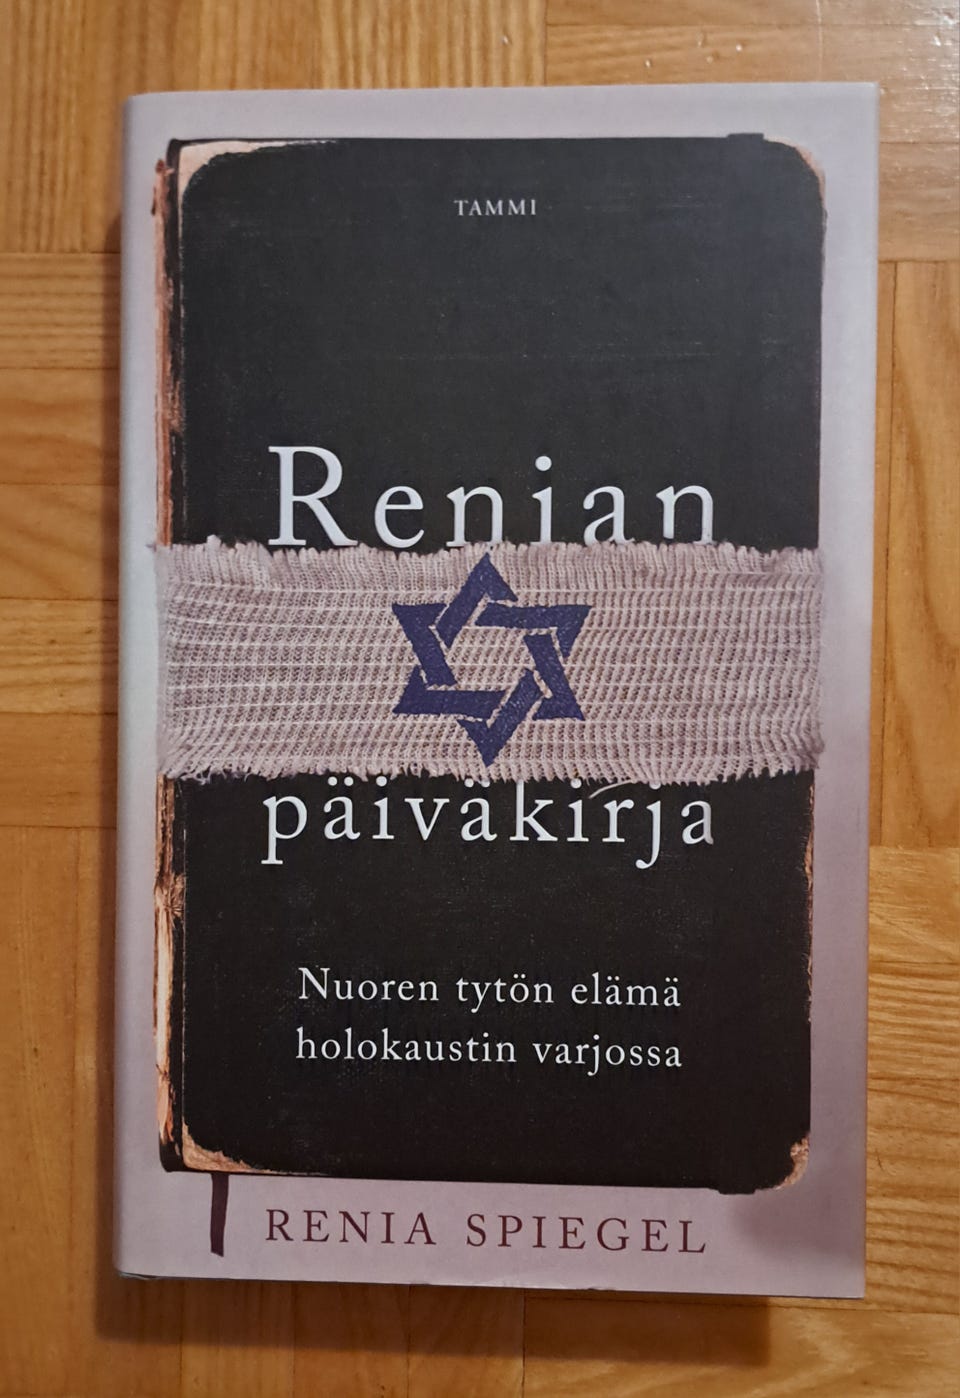 TAMMI
Renian
päiväkirja
Nuoren tytön elämä
holokaustin varjossa
RENIA SPIEGEL